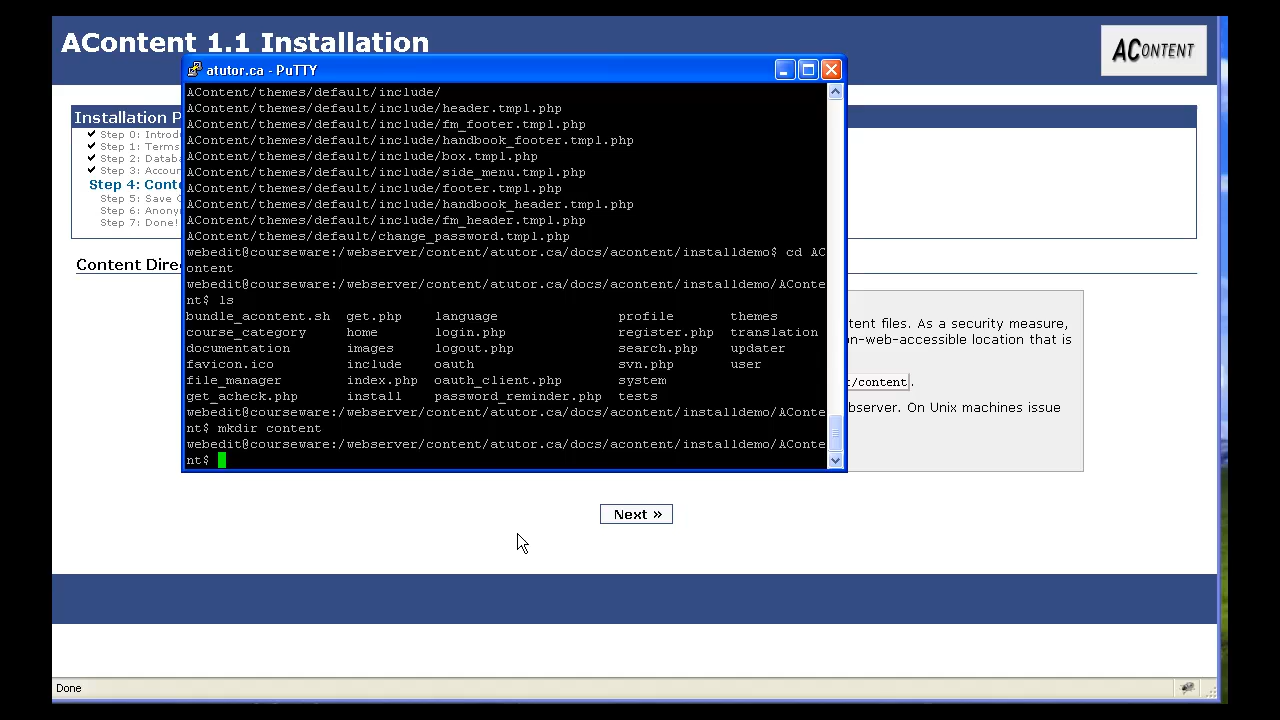 AContent 1.1 Installation
ACONTENT
atutor.ca - PuTTY
Installation P
Step 0: Introd
Step 1: Terms
Step 2: Datab
Step 3: Accou
Step 4: Conte
Step 5: Save C
Step 6: Anony
Step 7: Done!
Content Dire
AContent/themes/default/include/
AContent/themes/default/include/header.tmpl.php
AContent/themes/default/include/fm_footer.tmpl.php
AContent/themes/default/include/handbook_footer.tmpl.php
AContent/themes/default/include/box.tmpl.php
AContent/themes/default/include/side_menu.tmpl.php
AContent/themes/default/include/footer.tmpl.php
AContent/themes/default/include/handbook_header.tmpl.php
AContent/themes/default/include/fm_header.tmpl.php
AContent/themes/default/change_password.tmpl.php
webedit@courseware:/webserver/content/atutor.ca/docs/acontent/installdemo$ cd AC
ontent
webedit@courseware:/webserver/content/atutor.ca/docs/acontent/installdemo/AConte
nt$ ls
bundle_acontent.sh get.php language profile themes
course_category home login.php register.php translation
documentation images logout.php search.php updater
favicon.ico include oauth svn.php user
file_manager index.php oauth_client.php system
get_acheck.php install password_reminder.php tests
webedit@courseware:/webserver/content/atutor.ca/docs/acontent/installdemo/AConte
nt$ mkdir content
webedit@courseware:/webserver/content/atutor.ca/docs/acontent/installdemo/AConte
nt$
tent files. As a security measure,
n-web-accessible location that is
t/content.
bserver. On Unix machines issue
Next »
Done